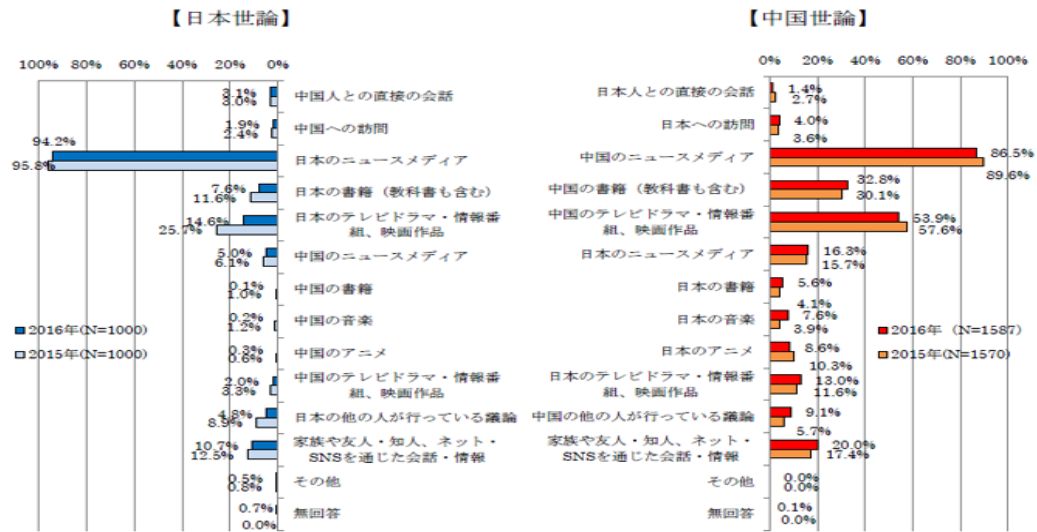 【日本世論】
100% 80% 60% 40% 20% 0%
3.1%
3.0%
中国人との直接の会話
1.9%
2.4%
中国への訪問
94.2%
95.8%
日本のニュースメディア
7.6%
11.6%
日本の書籍（教科書も含む）
14.6%
25.7%
日本のテレビドラマ・情報番
組、映画作品
5.0%
6.1%
中国のニュースメディア
0.1%
1.0%
中国の書籍
0.2%
1.2%
中国の音楽
0.3%
0.6%
中国のアニメ
2.0%
3.3%
中国のテレビドラマ・情報番
組、映画作品
4.8%
8.9%
日本の他の人が行っている議論
10.7%
12.5%
家族や友人・知人、ネット・
SNSを通じた会話・情報
0.5%
0.8%
その他
0.7%
0.0%
無回答
2016年(N=1000)
2015年(N=1000)
【中国世論】
0% 20% 40% 60% 80% 100%
日本人との直接の会話
1.4%
2.7%
日本への訪問
4.0%
3.6%
中国のニュースメディア
86.5%
89.6%
中国の書籍（教科書も含む）
32.8%
30.1%
中国のテレビドラマ・情報番
組、映画作品
53.9%
57.6%
日本のニュースメディア
16.3%
15.7%
日本の書籍
5.6%
4.1%
日本の音楽
7.6%
3.9%
日本のアニメ
8.6%
10.3%
日本のテレビドラマ・情報番
組、映画作品
13.0%
11.6%
中国の他の人が行っている議論
9.1%
5.7%
家族や友人・知人、ネット・
SNSを通じた会話・情報
20.0%
17.4%
その他
0.0%
0.0%
無回答
0.1%
0.0%
2016年（N=1587)
2015年(N=1570)